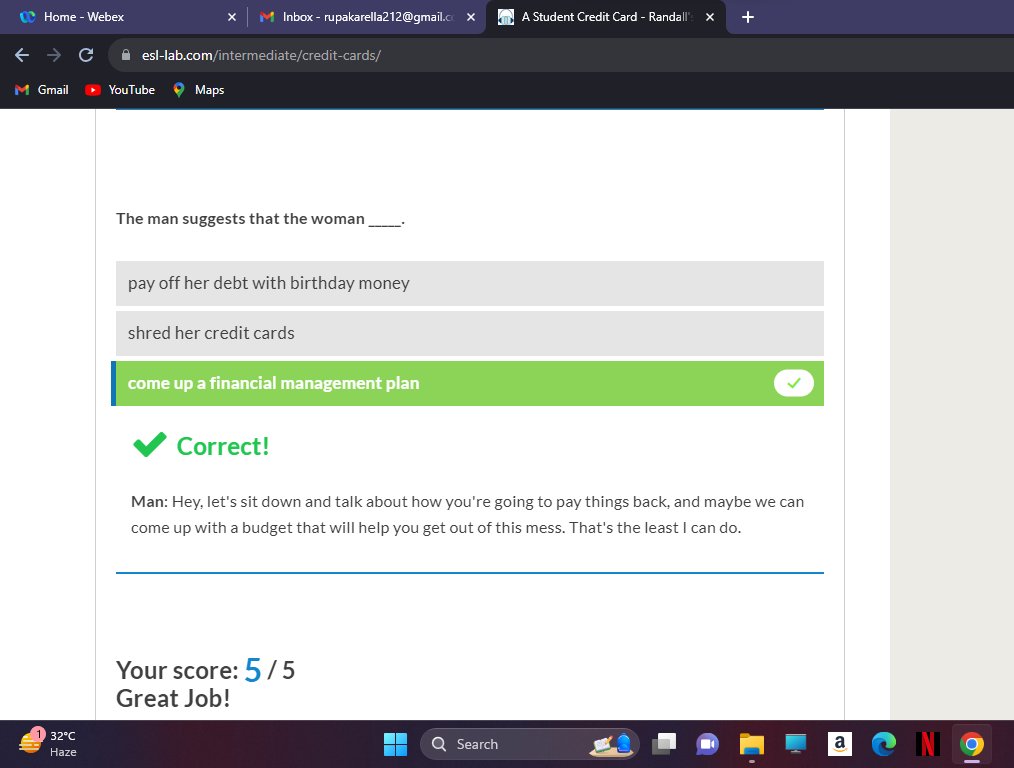 Home - Webex
Inbox - rupakarella212@gmail.c
A Student Credit Card - Randall's
esl-lab.com/intermediate/credit-cards/
Gmail YouTube Maps
The man suggests that the woman _____.
pay off her debt with birthday money
shred her credit cards
come up a financial management plan
Correct!
Man: Hey, let's sit down and talk about how you're going to pay things back, and maybe we can
come up with a budget that will help you get out of this mess. That's the least I can do.
Your score: 5 / 5
Great Job!
1
32°C
Haze
Search
a
N